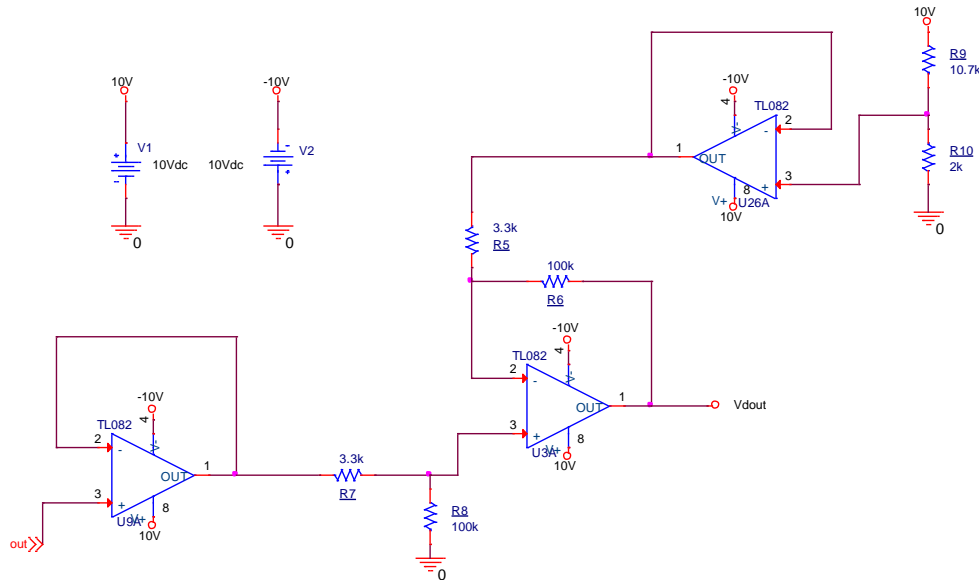 10V
R9
10.7k
10V
-10V
-10V
4
TL082
V-
2
-
V1
10Vdc
10Vdc
V2
1
OUT
R10
2k
3
+
8
V+
U26A
10V
0
0
0
3.3k
R5
100k
R6
-10V
4
TL082
V-
2
-
-10V
4
TL082
V-
OUT
1
Vdout
3
+
8
V+
U3A
10V
2
-
1
OUT
3.3k
R7
3
+
8
V+
U9A
10V
R8
100k
out
0